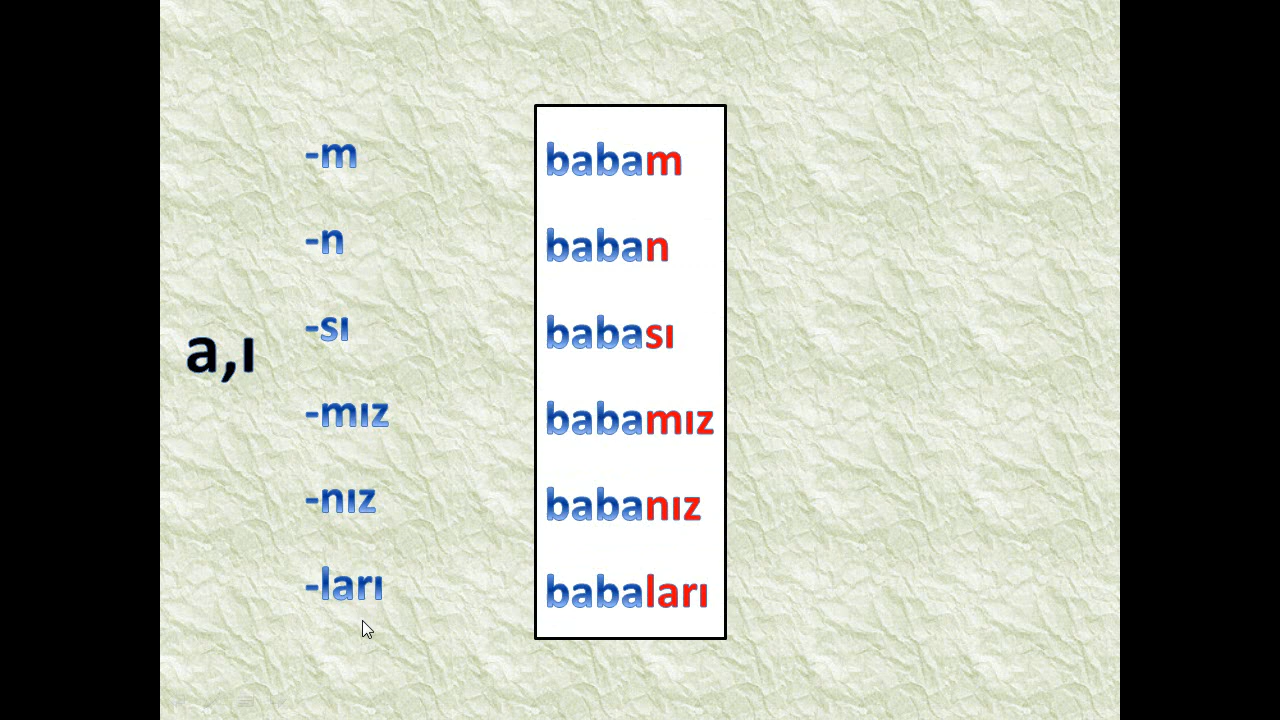 -m babam
-n baban
-sı babası
a,ı
-mız babamız
-nız babanız
-ları babaları